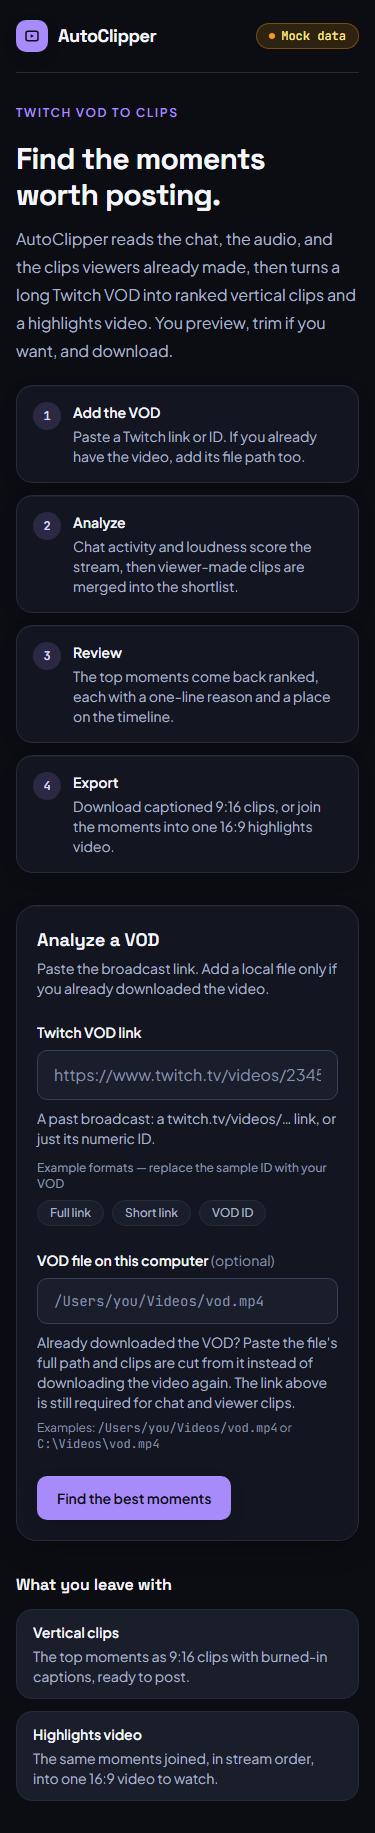 AutoClipper
Mock data
TWITCH VOD TO CLIPS
Find the moments
worth posting.
AutoClipper reads the chat, the audio, and
the clips viewers already made, then turns a
long Twitch VOD into ranked vertical clips and
a highlights video. You preview, trim if you
want, and download.
1
Add the VOD
Paste a Twitch link or ID. If you already
have the video, add its file path too.
2
Analyze
Chat activity and loudness score the
stream, then viewer-made clips are
merged into the shortlist.
3
Review
The top moments come back ranked,
each with a one-line reason and a place
on the timeline.
4
Export
Download captioned 9:16 clips, or join
the moments into one 16:9 highlights
video.
Analyze a VOD
Paste the broadcast link. Add a local file only if
you already downloaded the video.
Twitch VOD link
https://www.twitch.tv/videos/2345
A past broadcast: a twitch.tv/videos/… link, or
just its numeric ID.
Example formats — replace the sample ID with your
VOD
Full link
Short link
VOD ID
VOD file on this computer (optional)
/Users/you/Videos/vod.mp4
Already downloaded the VOD? Paste the file's
full path and clips are cut from it instead of
downloading the video again. The link above
is still required for chat and viewer clips.
Examples: /Users/you/Videos/vod.mp4 or
C:\Videos\vod.mp4
Find the best moments
What you leave with
Vertical clips
The top moments as 9:16 clips with burned-in
captions, ready to post.
Highlights video
The same moments joined, in stream order,
into one 16:9 video to watch.